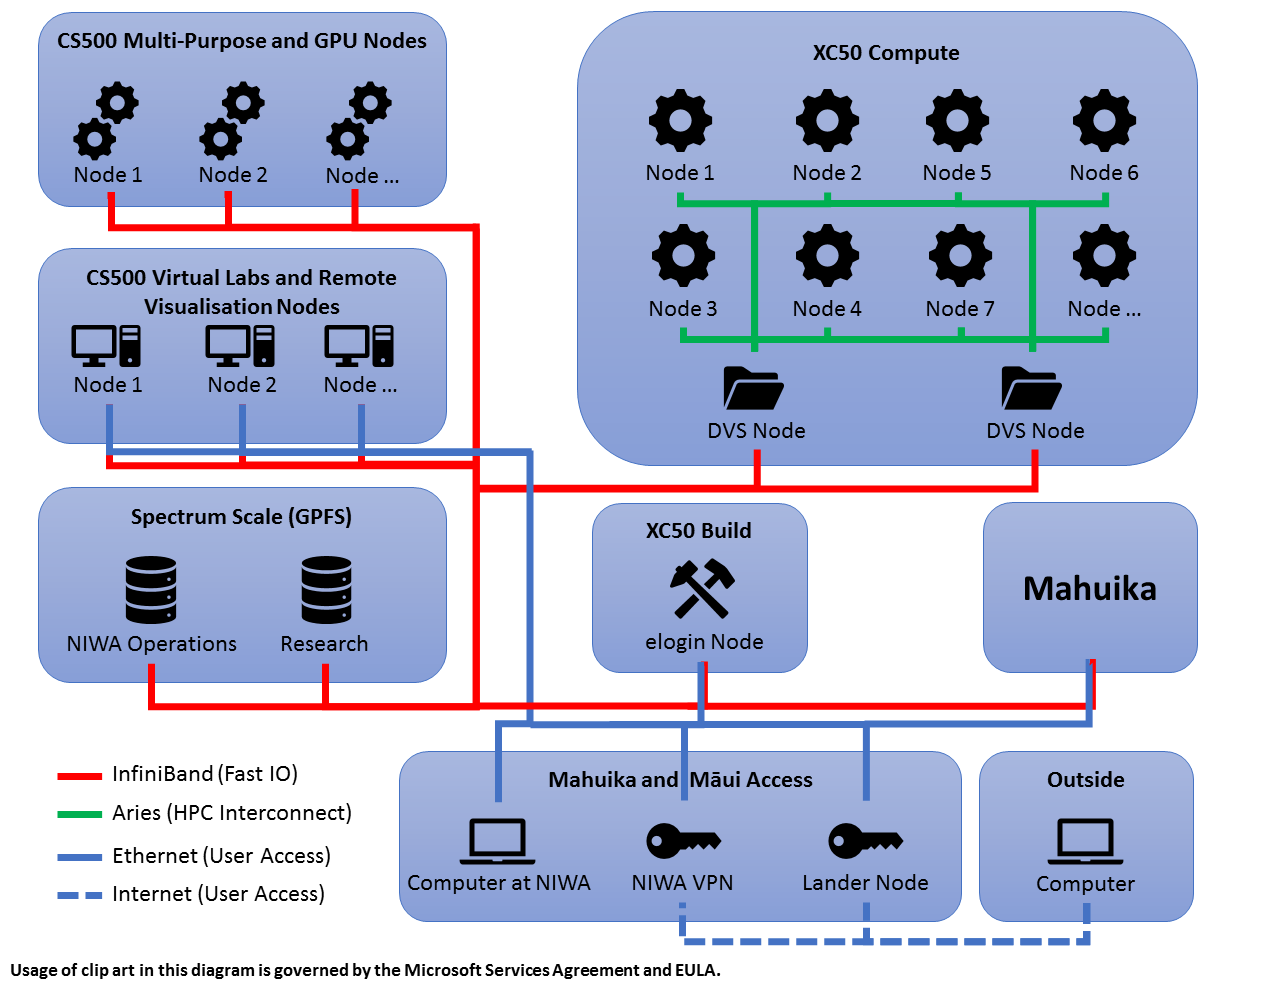 CS500 Multi-Purpose and GPU Nodes
Node 1
Node 2
Node ...
XC50 Compute
Node 1
Node 2
Node 5
Node 6
Node 3
Node 4
Node 7
Node ...
DVS Node
DVS Node
CS500 Virtual Labs and Remote
Visualisation Nodes
Node 1
Node 2
Node ...
Spectrum Scale (GPFS)
NIWA Operations
Research
XC50 Build
elogin Node
Mahuika
InfiniBand (Fast IO)
Aries (HPC Interconnect)
Ethernet (User Access)
Internet (User Access)
Mahuika and Māui Access
Computer at NIWA
NIWA VPN
Lander Node
Outside
Computer
Usage of clip art in this diagram is governed by the Microsoft Services Agreement and EULA.